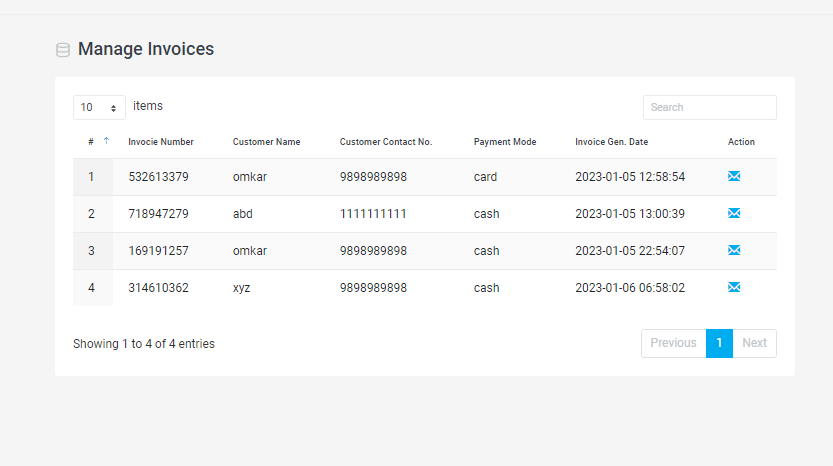 Manage Invoices
10 items Search
# Invocie Number Customer Name Customer Contact No. Payment Mode Invoice Gen. Date Action
1 532613379 omkar 9898989898 card 2023-01-05 12:58:54
2 718947279 abd 1111111111 cash 2023-01-05 13:00:39
3 169191257 omkar 9898989898 cash 2023-01-05 22:54:07
4 314610362 xyz 9898989898 cash 2023-01-06 06:58:02
Showing 1 to 4 of 4 entries Previous 1 Next